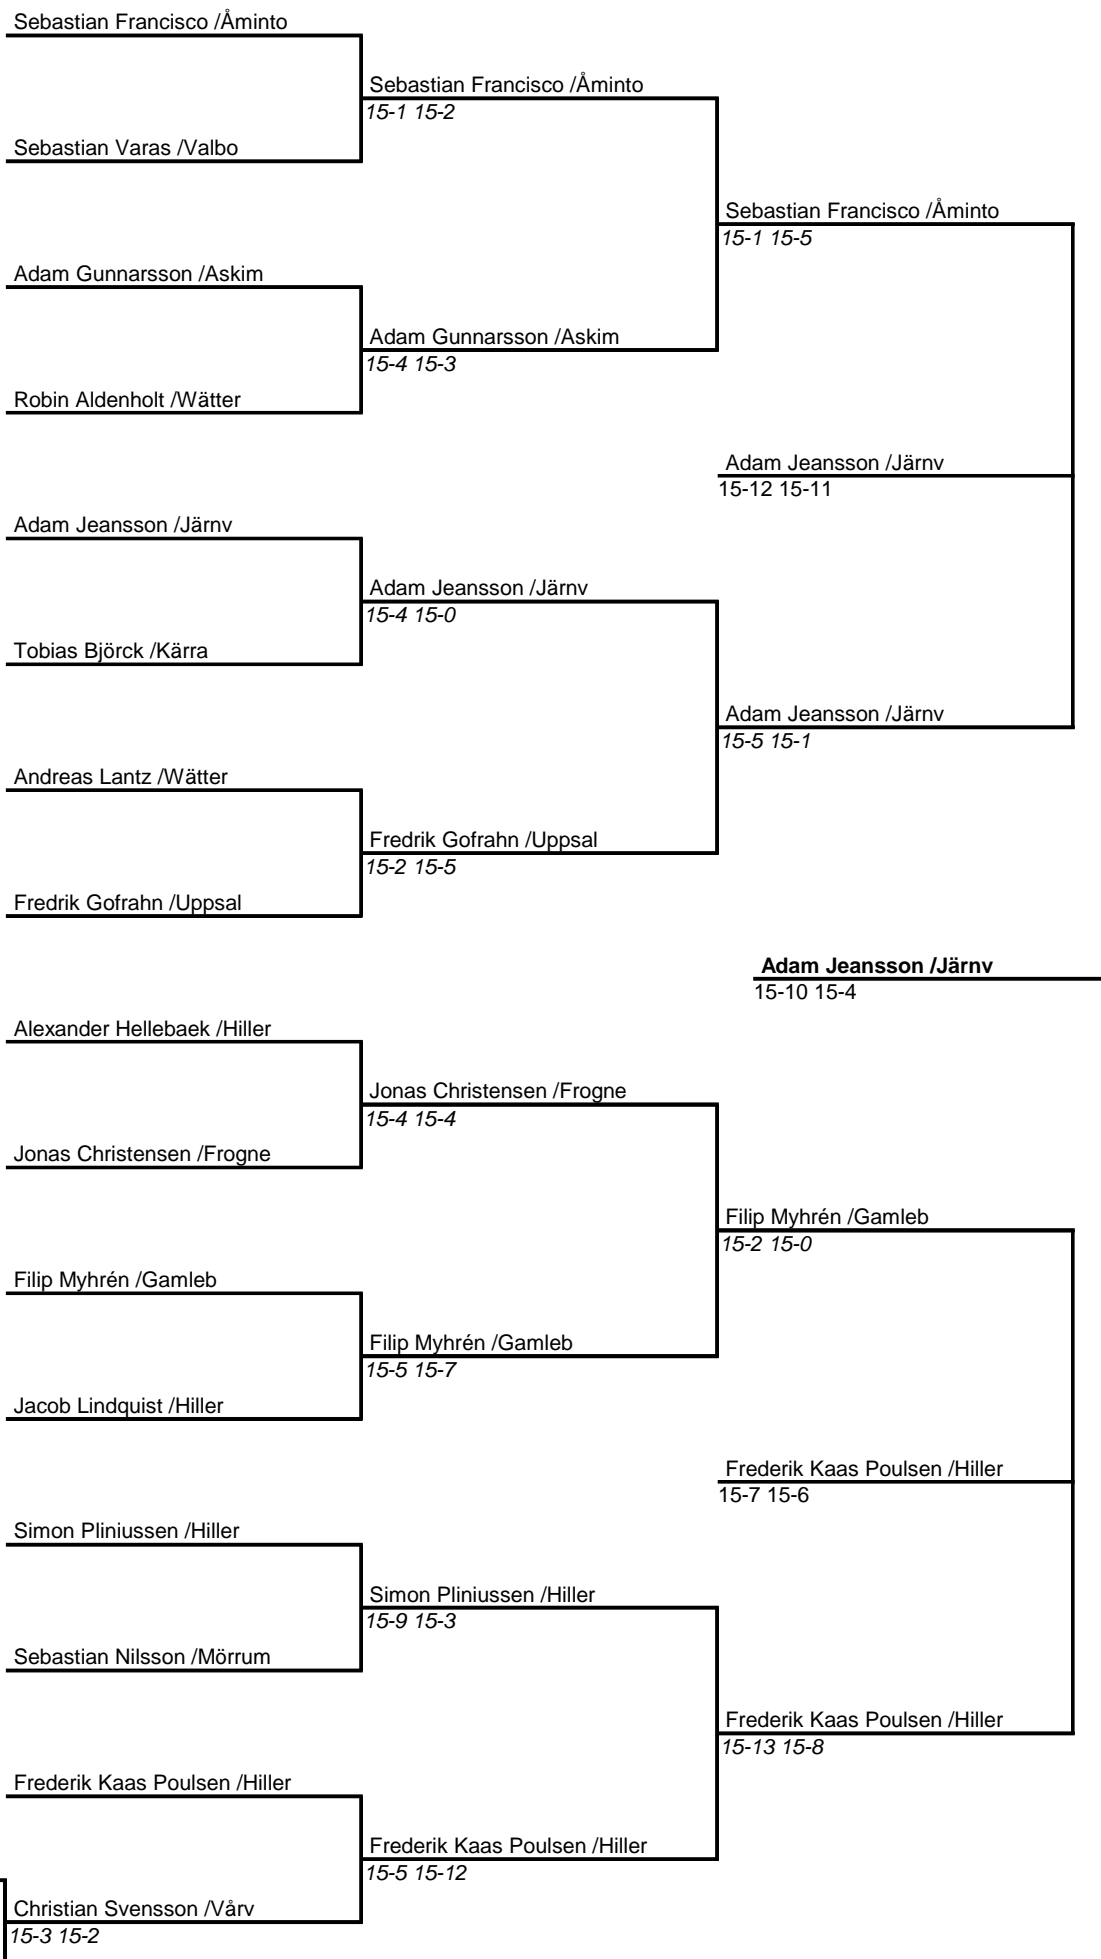 Sebastian Francisco /Åminto
Sebastian Francisco /Åminto
15-1 15-2
Sebastian Varas /Valbo
Sebastian Francisco /Åminto
15-1 15-5
Adam Gunnarsson /Askim
Adam Gunnarsson /Askim
15-4 15-3
Robin Aldenholt /Wätter
Adam Jeansson /Järnv
15-12 15-11
Adam Jeansson /Järnv
Adam Jeansson /Järnv
15-4 15-0
Tobias Björck /Kärra
Adam Jeansson /Järnv
15-5 15-1
Andreas Lantz /Wätter
Fredrik Gofrahn /Uppsal
15-2 15-5
Fredrik Gofrahn /Uppsal
Adam Jeansson /Järnv
15-10 15-4
Alexander Hellebaek /Hiller
Jonas Christensen /Frogne
15-4 15-4
Jonas Christensen /Frogne
Filip Myhrén /Gamleb
15-2 15-0
Filip Myhrén /Gamleb
Filip Myhrén /Gamleb
15-5 15-7
Jacob Lindquist /Hiller
Frederik Kaas Poulsen /Hiller
15-7 15-6
Simon Pliniussen /Hiller
Simon Pliniussen /Hiller
15-9 15-3
Sebastian Nilsson /Mörrum
Frederik Kaas Poulsen /Hiller
15-13 15-8
Frederik Kaas Poulsen /Hiller
Frederik Kaas Poulsen /Hiller
15-5 15-12
Christian Svensson /Vårv
15-3 15-2